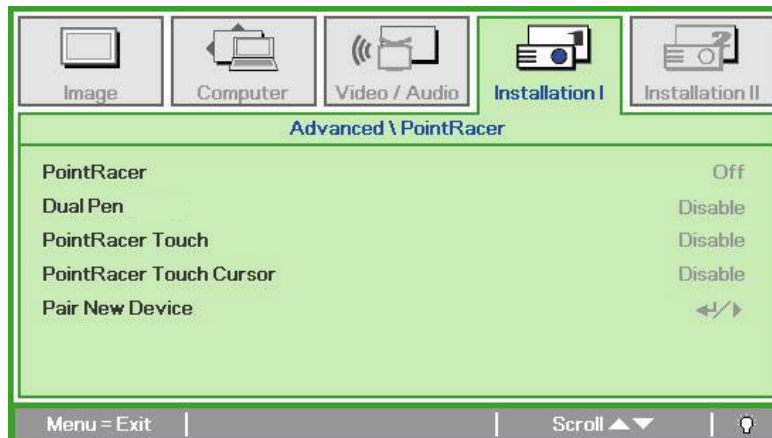 Image Computer Video / Audio Installation I Installation II
Advanced \ PointRacer
PointRacer Off
Dual Pen Disable
PointRacer Touch Disable
PointRacer Touch Cursor Disable
Pair New Device
Menu = Exit Scroll